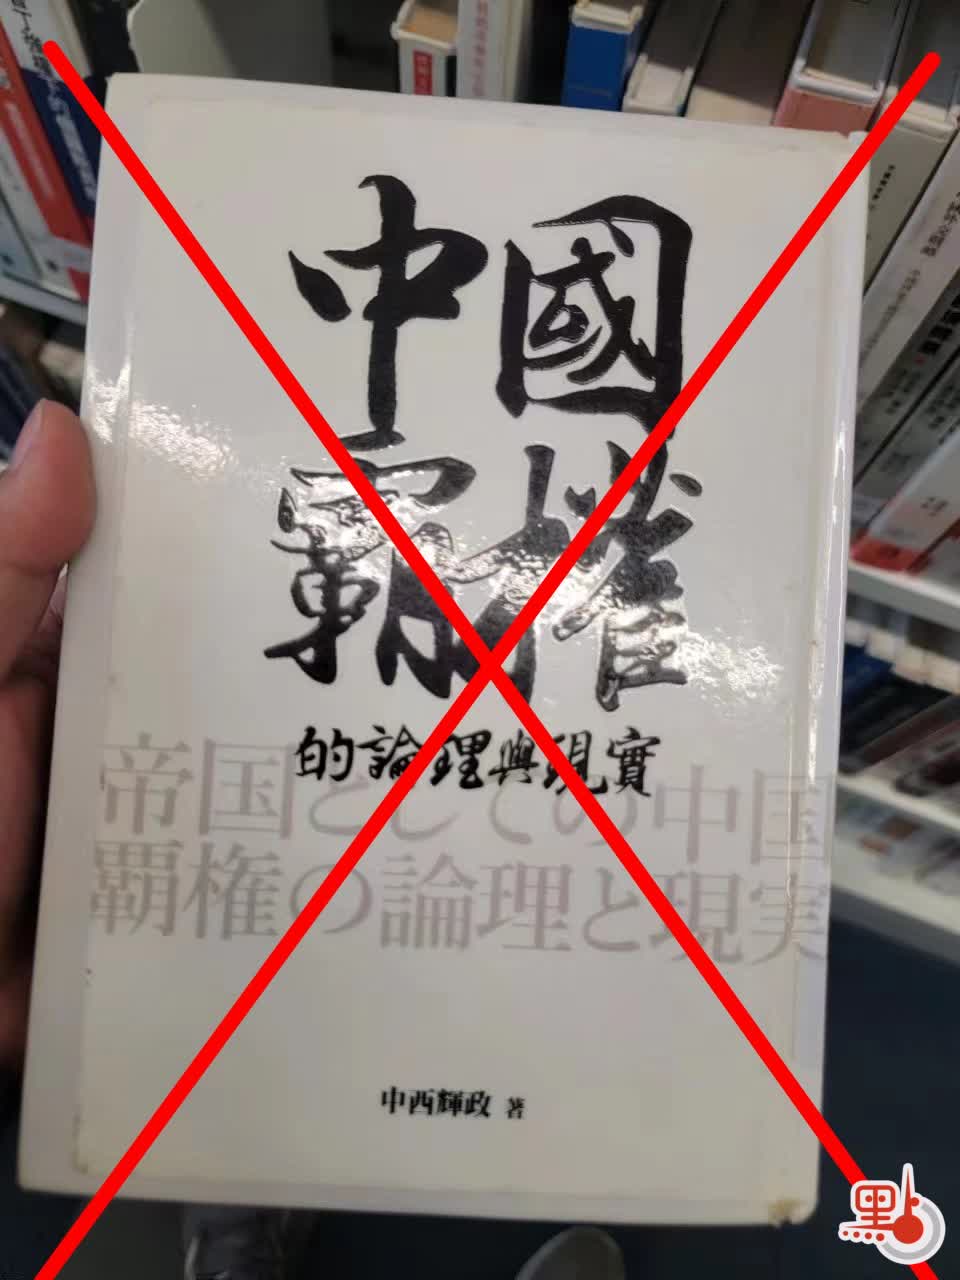 中國
霸權
的論理與現實
帝国としての中国
覇権の論理と現実
中西輝政 著
點